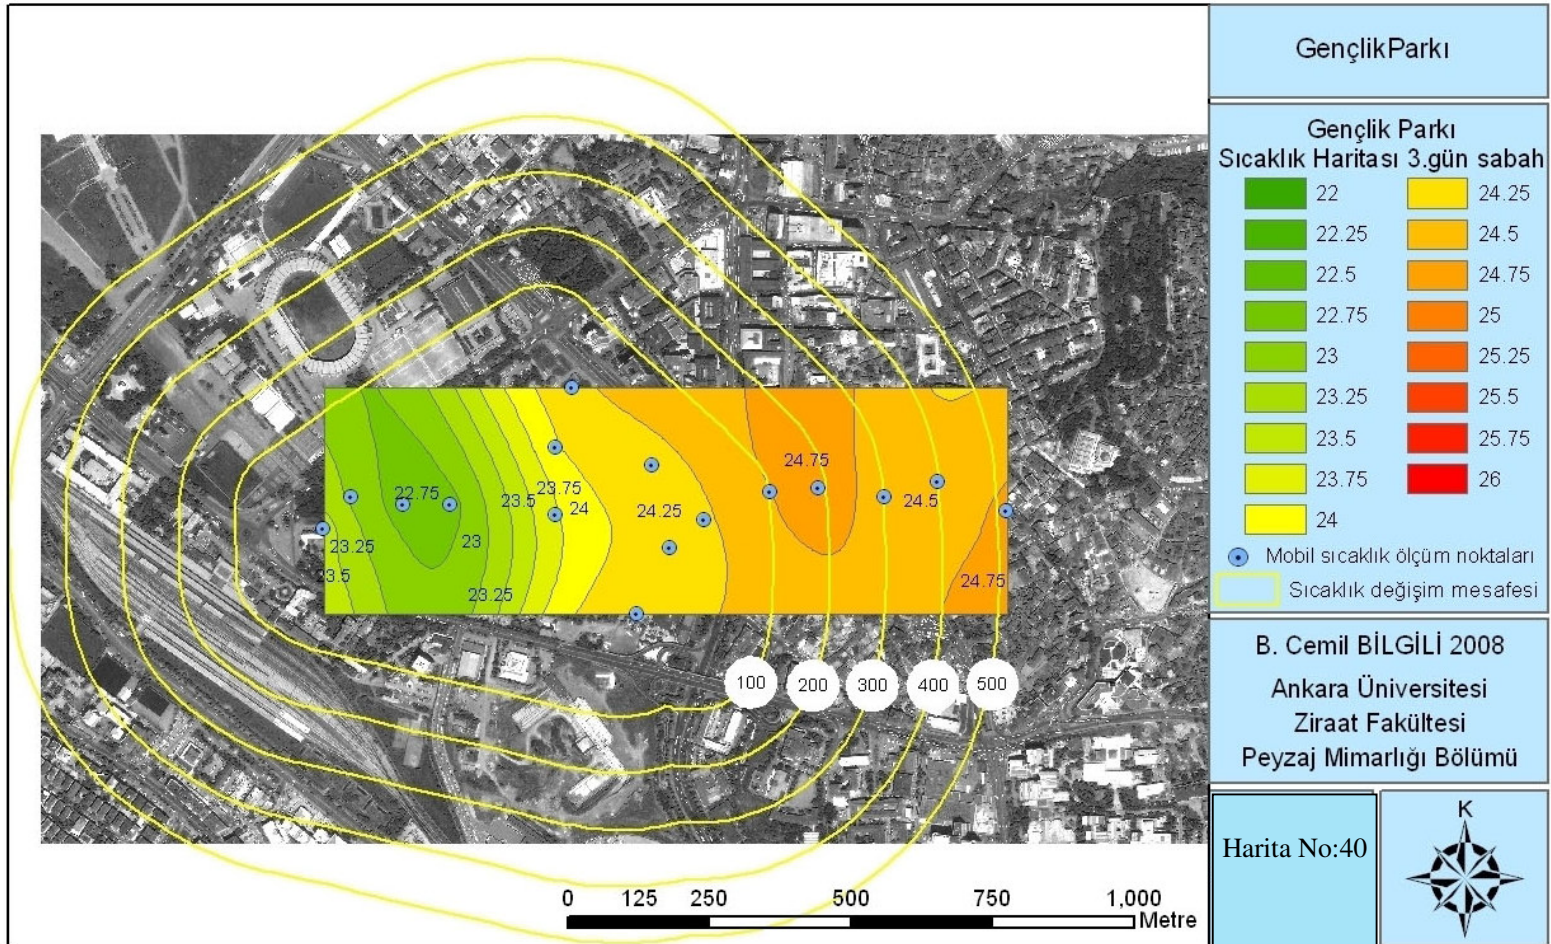 GençlikParkı
Gençlik Parkı
Sıcaklık Haritası 3.gün sabah
22
22.25
22.5
22.75
23
23.25
23.5
23.75
24
24.25
24.5
24.75
25
25.25
25.5
25.75
26
Mobil sıcaklık ölçüm noktaları
Sıcaklık değişim mesafesi
B. Cemil BİLGİLİ 2008
Ankara Üniversitesi
Ziraat Fakültesi
Peyzaj Mimarlığı Bölümü
Harita No:40
K
24.75
22.75
23.75
23.5
24
24.25
24.5
23.25
23
23.5
23.25
24.75
100
200
300
400
500
0 125 250 500 750 1,000
Metre